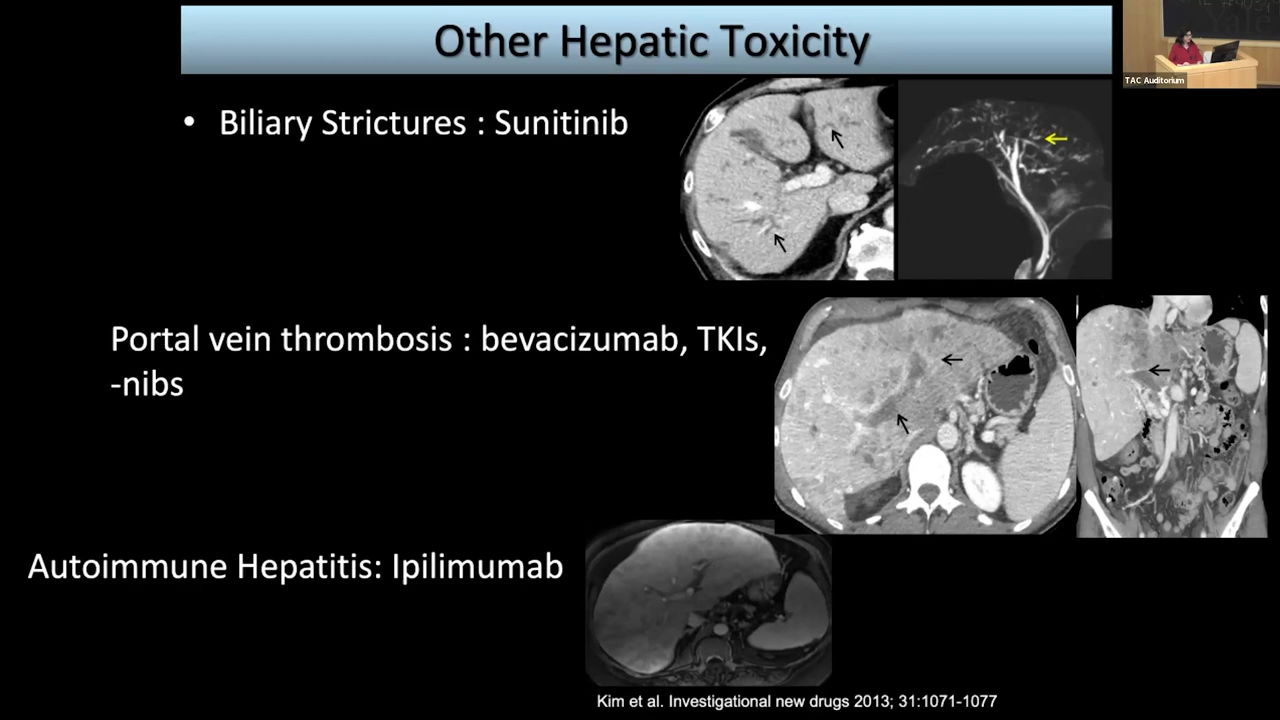 Other Hepatic Toxicity
TAC Auditorium
• Biliary Strictures : Sunitinib
Portal vein thrombosis : bevacizumab, TKIs,
-nibs
Autoimmune Hepatitis: Ipilimumab
Kim et al. Investigational new drugs 2013; 31:1071-1077